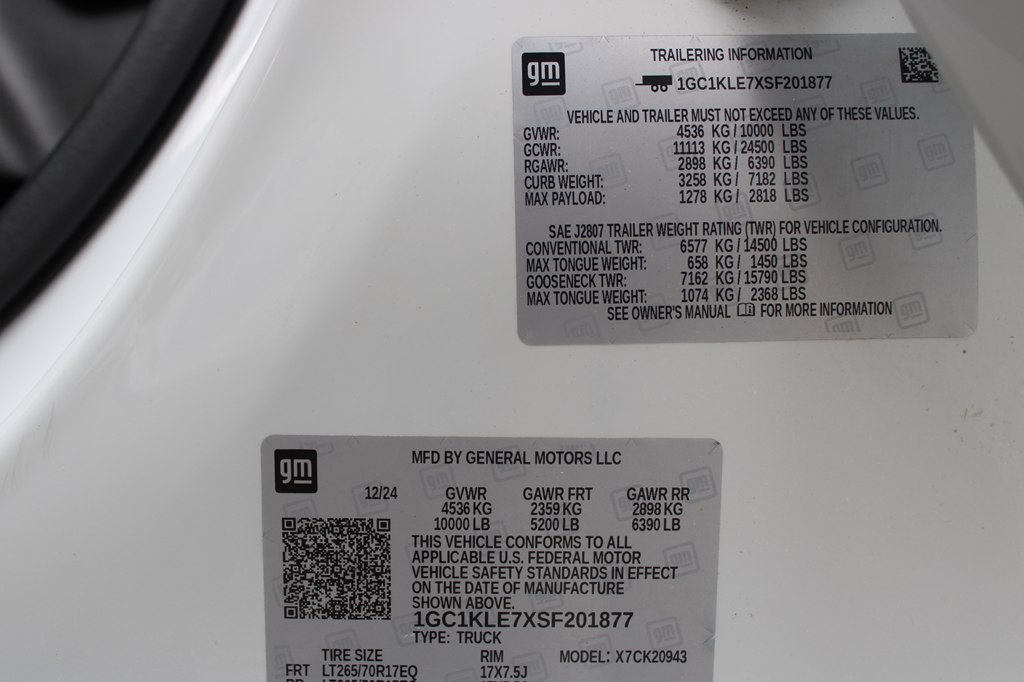 gm
TRAILERING INFORMATION
1GC1KLE7XSF201877
VEHICLE AND TRAILER MUST NOT EXCEED ANY OF THESE VALUES.
GVWR: 4536 KG / 10000 LBS
GCWR: 11113 KG / 24500 LBS
RGAWR: 2898 KG / 6390 LBS
CURB WEIGHT: 3258 KG / 7182 LBS
MAX PAYLOAD: 1278 KG / 2818 LBS
SAE J2807 TRAILER WEIGHT RATING (TWR) FOR VEHICLE CONFIGURATION.
CONVENTIONAL TWR: 6577 KG / 14500 LBS
MAX TONGUE WEIGHT: 658 KG / 1450 LBS
GOOSENECK TWR: 7162 KG / 15790 LBS
MAX TONGUE WEIGHT: 1074 KG / 2368 LBS
SEE OWNER'S MANUAL FOR MORE INFORMATION
gm
MFD BY GENERAL MOTORS LLC
12/24 GVWR GAWR FRT GAWR RR
4536 KG 2359 KG 2898 KG
10000 LB 5200 LB 6390 LB
THIS VEHICLE CONFORMS TO ALL
APPLICABLE U.S. FEDERAL MOTOR
VEHICLE SAFETY STANDARDS IN EFFECT
ON THE DATE OF MANUFACTURE
SHOWN ABOVE.
1GC1KLE7XSF201877
TYPE: TRUCK
TIRE SIZE RIM MODEL: X7CK20943
FRT LT265/70R17EQ 17X7.5J